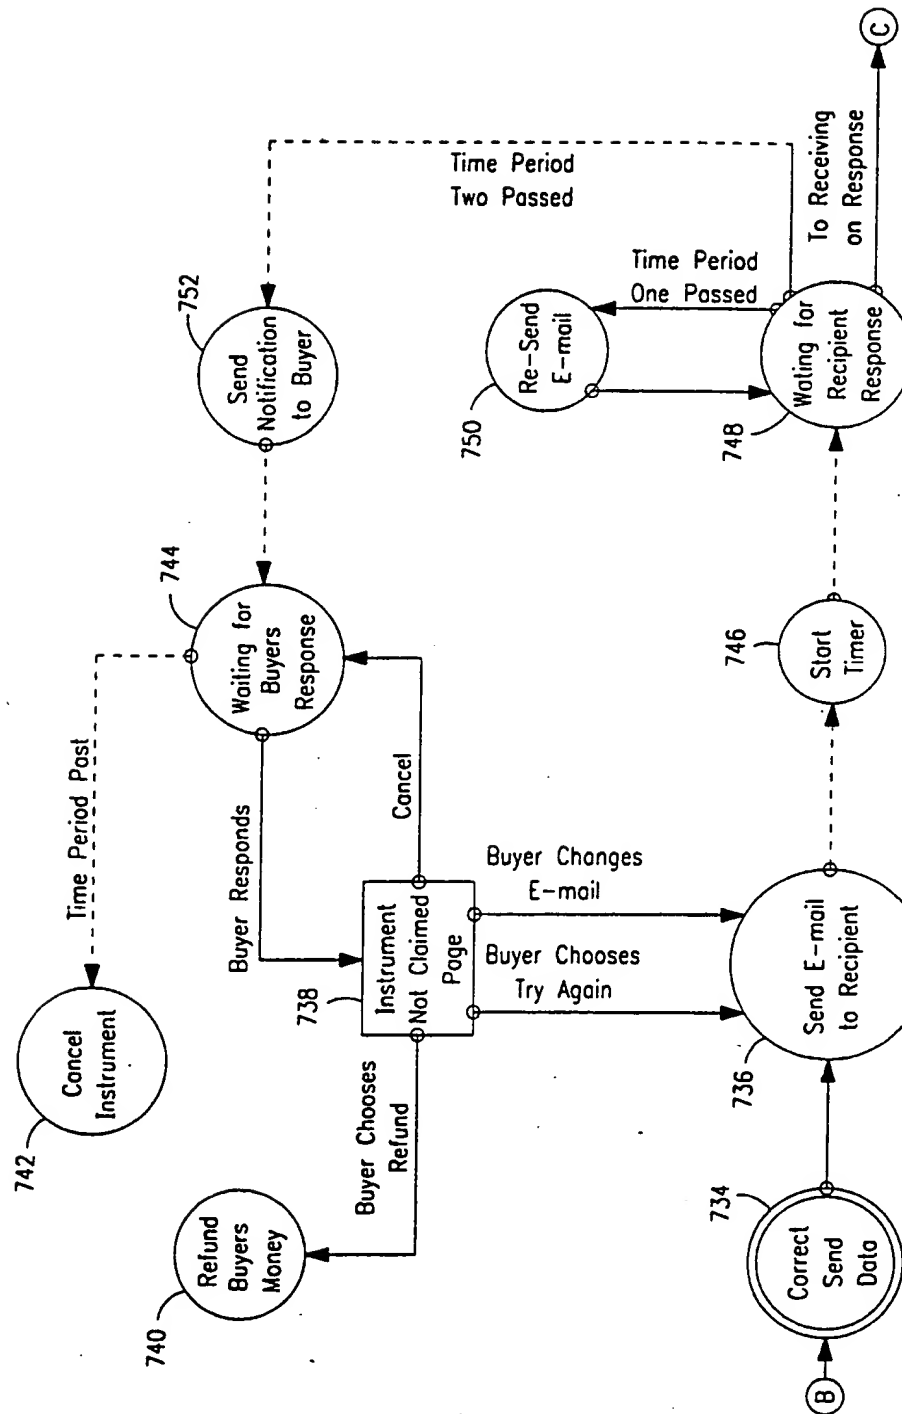 B
734
Correct
Send
Data
736
Send E-mail
to Recipient
746
Start
Timer
748
Wating for
Recipient
Response
To Receiving
on Response
C
750
Re-Send
E-mail
Time Period
One Passed
Time Period
Two Passed
752
Send
Notification
to Buyer
744
Waiting for
Buyers
Response
Time Period Past
742
Cancel
Instrument
Buyer Responds
Cancel
738
Instrument
Not Claimed
Page
Buyer Changes
E-mail
Buyer Chooses
Try Again
Buyer Chooses
Refund
740
Refund
Buyers
Money